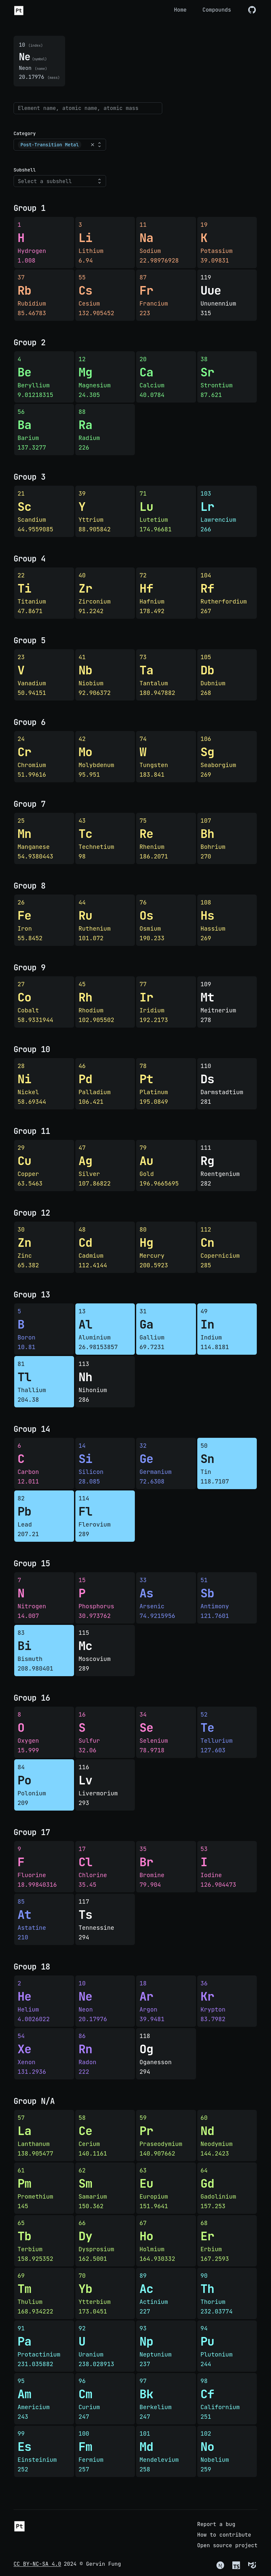 Pt
Home Compounds
10 (index)
Ne (symbol)
Neon (name)
20.17976 (mass)
Element name, atomic name, atomic mass
Category
Post-Transition Metal
Subshell
Select a subshell
Group 1
1 3 11 19
H Li Na K
Hydrogen Lithium Sodium Potassium
1.008 6.94 22.98976928 39.09831
37 55 87 119
Rb Cs Fr Uue
Rubidium Cesium Francium Ununennium
85.46783 132.905452 223 315
Group 2
4 12 20 38
Be Mg Ca Sr
Beryllium Magnesium Calcium Strontium
9.01218315 24.305 40.0784 87.621
56 88
Ba Ra
Barium Radium
137.3277 226
Group 3
21 39 71 103
Sc Y Lu Lr
Scandium Yttrium Lutetium Lawrencium
44.9559085 88.905842 174.96681 266
Group 4
22 40 72 104
Ti Zr Hf Rf
Titanium Zirconium Hafnium Rutherfordium
47.8671 91.2242 178.492 267
Group 5
23 41 73 105
V Nb Ta Db
Vanadium Niobium Tantalum Dubnium
50.94151 92.906372 180.947882 268
Group 6
24 42 74 106
Cr Mo W Sg
Chromium Molybdenum Tungsten Seaborgium
51.99616 95.951 183.841 269
Group 7
25 43 75 107
Mn Tc Re Bh
Manganese Technetium Rhenium Bohrium
54.9380443 98 186.2071 270
Group 8
26 44 76 108
Fe Ru Os Hs
Iron Ruthenium Osmium Hassium
55.8452 101.072 190.233 269
Group 9
27 45 77 109
Co Rh Ir Mt
Cobalt Rhodium Iridium Meitnerium
58.9331944 102.905502 192.2173 278
Group 10
28 46 78 110
Ni Pd Pt Ds
Nickel Palladium Platinum Darmstadtium
58.69344 106.421 195.0849 281
Group 11
29 47 79 111
Cu Ag Au Rg
Copper Silver Gold Roentgenium
63.5463 107.86822 196.9665695 282
Group 12
30 48 80 112
Zn Cd Hg Cn
Zinc Cadmium Mercury Copernicium
65.382 112.4144 200.5923 285
Group 13
5 13 31 49
B Al Ga In
Boron Aluminium Gallium Indium
10.81 26.98153857 69.7231 114.8181
81 113
Tl Nh
Thallium Nihonium
204.38 286
Group 14
6 14 32 50
C Si Ge Sn
Carbon Silicon Germanium Tin
12.011 28.085 72.6308 118.7107
82 114
Pb Fl
Lead Flerovium
207.21 289
Group 15
7 15 33 51
N P As Sb
Nitrogen Phosphorus Arsenic Antimony
14.007 30.973762 74.9215956 121.7601
83 115
Bi Mc
Bismuth Moscovium
208.980401 289
Group 16
8 16 34 52
O S Se Te
Oxygen Sulfur Selenium Tellurium
15.999 32.06 78.9718 127.603
84 116
Po Lv
Polonium Livermorium
209 293
Group 17
9 17 35 53
F Cl Br I
Fluorine Chlorine Bromine Iodine
18.99840316 35.45 79.904 126.904473
85 117
At Ts
Astatine Tennessine
210 294
Group 18
2 10 18 36
He Ne Ar Kr
Helium Neon Argon Krypton
4.0026022 20.17976 39.9481 83.7982
54 86 118
Xe Rn Og
Xenon Radon Oganesson
131.2936 222 294
Group N/A
57 58 59 60
La Ce Pr Nd
Lanthanum Cerium Praseodymium Neodymium
138.905477 140.1161 140.907662 144.2423
61 62 63 64
Pm Sm Eu Gd
Promethium Samarium Europium Gadolinium
145 150.362 151.9641 157.253
65 66 67 68
Tb Dy Ho Er
Terbium Dysprosium Holmium Erbium
158.925352 162.5001 164.930332 167.2593
69 70 89 90
Tm Yb Ac Th
Thulium Ytterbium Actinium Thorium
168.934222 173.0451 227 232.03774
91 92 93 94
Pa U Np Pu
Protactinium Uranium Neptunium Plutonium
231.035882 238.028913 237 244
95 96 97 98
Am Cm Bk Cf
Americium Curium Berkelium Californium
243 247 247 251
99 100 101 102
Es Fm Md No
Einsteinium Fermium Mendelevium Nobelium
252 257 258 259
Pt
Report a bug
How to contribute
Open source project
CC BY-NC-SA 4.0 2024 © Gervin Fung